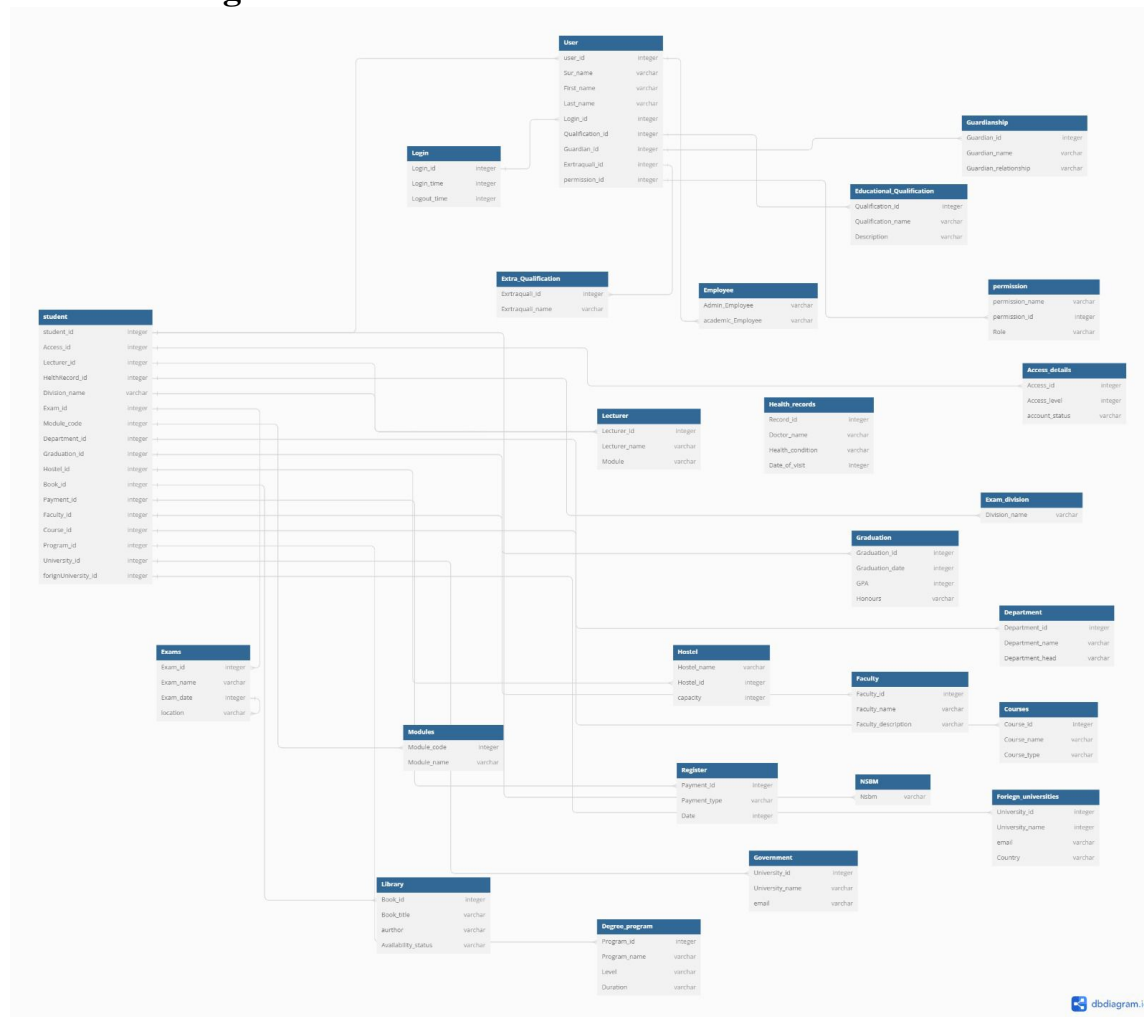 User
user_id integer
Sur_name varchar
First_name varchar
Last_name varchar
Login_id integer
Qualification_id integer
Guardian_id integer
Exrtraquali_id integer
permission_id integer
Guardianship
Guardian_id integer
Guardian_name varchar
Guardian_relationship varchar
Login
Login_id integer
Login_time integer
Logout_time integer
Educational_Qualification
Qualification_id integer
Qualification_name varchar
Description varchar
Extra_Qualification
Exrtraquali_id integer
Exrtraquali_name varchar
Employee
Admin_Employee varchar
academic_Employee varchar
permission
permission_name varchar
permission_id integer
Role varchar
student
student_id integer
Access_id integer
Lecturer_id integer
HelthRecord_id integer
Division_name varchar
Exam_id integer
Module_code integer
Department_id integer
Graduation_id integer
Hostel_id integer
Book_id integer
Payment_id integer
Faculty_id integer
Course_id integer
Program_id integer
University_id integer
forignUniversity_id integer
Access_details
Access_id integer
Access_level integer
account_status varchar
Lecturer
Lecturer_id integer
Lecturer_name varchar
Module varchar
Health_records
Record_id integer
Doctor_name varchar
Health_condition varchar
Date_of_visit integer
Exam_division
Division_name varchar
Graduation
Graduation_id integer
Graduation_date integer
GPA integer
Honours varchar
Department
Department_id integer
Department_name varchar
Department_head varchar
Exams
Exam_id integer
Exam_name varchar
Exam_date integer
location varchar
Hostel
Hostel_name varchar
Hostel_id integer
capacity integer
Faculty
Faculty_id integer
Faculty_name varchar
Faculty_description varchar
Courses
Course_id integer
Course_name varchar
Course_type varchar
Modules
Module_code integer
Module_name varchar
Register
Payment_id integer
Payment_type varchar
Date integer
NSBM
Nsbm varchar
Foriegn_universities
University_id integer
University_name integer
email varchar
Country varchar
Government
University_id integer
University_name varchar
email varchar
Library
Book_id integer
Book_title varchar
aurthor varchar
Availability_status varchar
Degree_program
Program_id integer
Program_name varchar
Level varchar
Duration varchar
dbdiagram.i